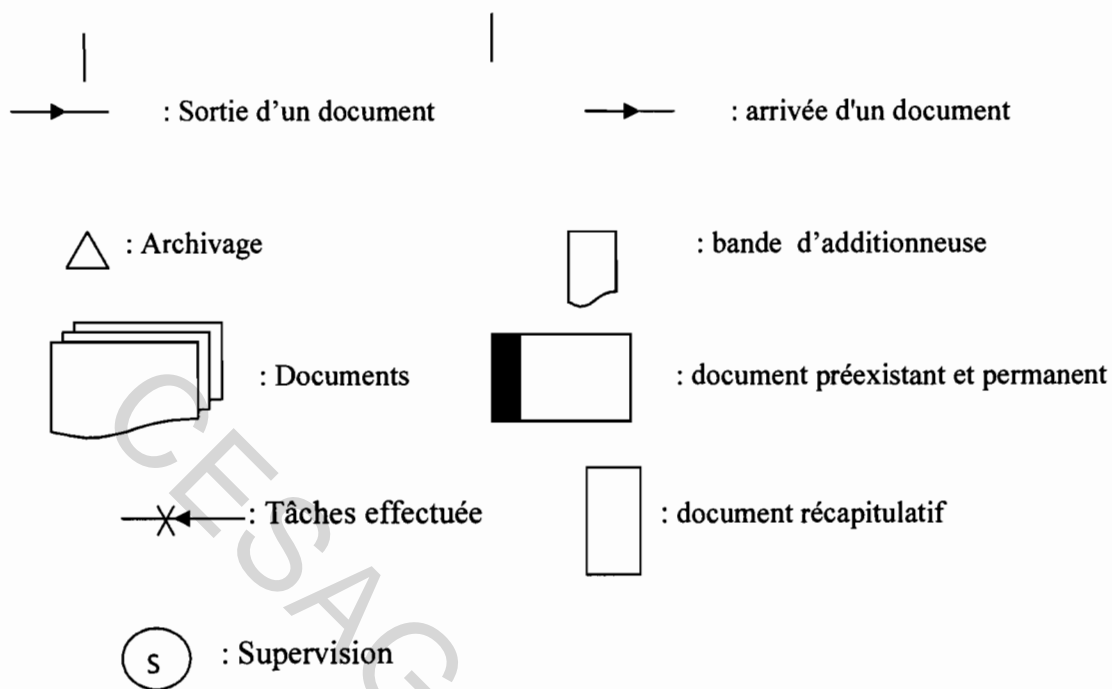 : Sortie d'un document
: arrivée d'un document
: Archivage
: bande d'additionneuse
: Documents
: document préexistant et permanent
: Tâches effectuée
: document récapitulatif
S
: Supervision
CESAG